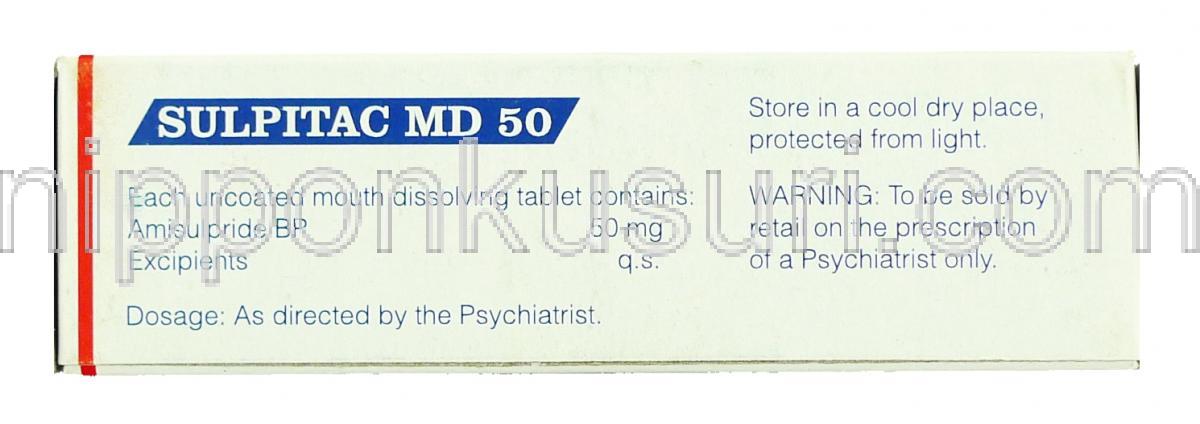 SULPITAC MD 50
Each uncoated mouth dissolving tablet contains:
Amisulpride BP 50 mg
Excipients q.s.
Dosage: As directed by the Psychiatrist.
Store in a cool dry place,
protected from light.
WARNING: To be sold by
retail on the prescription
of a Psychiatrist only.
nipponkusuri.com